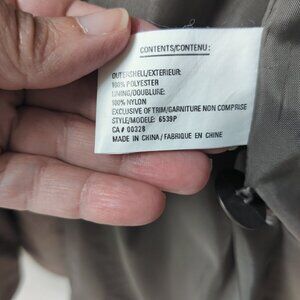 CONTENTS/CONTENU:
OUTERSHELL/EXTERIEUR:
100% POLYESTER
LINING/DOUBLURE:
100% NYLON
EXCLUSIVE OF TRIM/GARNITURE NON COMPRISE
STYLE/MODELE: 6539P
CA # 00328
MADE IN CHINA / FABRIQUE EN CHINE